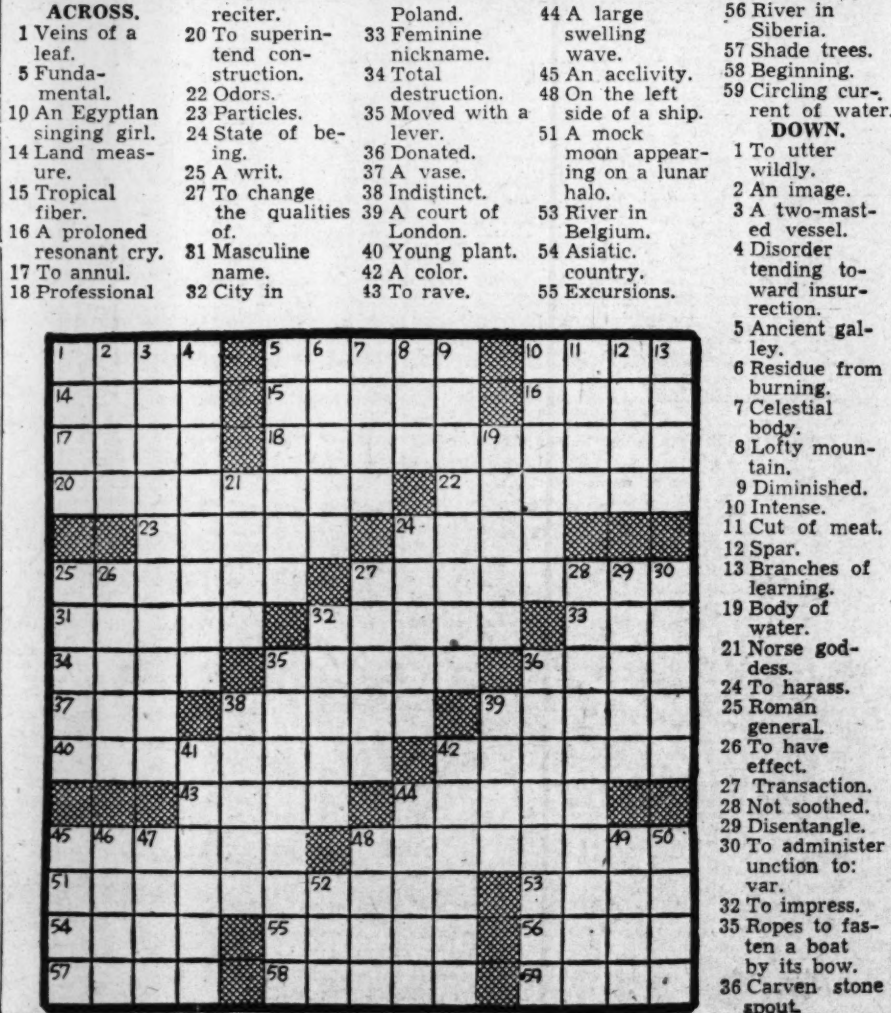 ACROSS.
1 Veins of a
leaf.
5 Funda-
mental.
10 An Egyptian
singing girl.
14 Land meas-
ure.
15 Tropical
fiber.
16 A proloned
resonant cry.
17 To annul.
18 Professional
reciter.
20 To superin-
tend con-
struction.
22 Odors.
23 Particles.
24 State of be-
ing.
25 A writ.
27 To change
the qualities
of.
31 Masculine
name.
32 City in
Poland.
33 Feminine
nickname.
34 Total
destruction.
35 Moved with a
lever.
36 Donated.
37 A vase.
38 Indistinct.
39 A court of
London.
40 Young plant.
42 A color.
43 To rave.
44 A large
swelling
wave.
45 An acclivity.
48 On the left
side of a ship.
51 A mock
moon appear-
ing on a lunar
halo.
53 River in
Belgium.
54 Asiatic.
country.
55 Excursions.
56 River in
Siberia.
57 Shade trees.
58 Beginning.
59 Circling cur-
rent of water.
DOWN.
1 To utter
wildly.
2 An image.
3 A two-mast-
ed vessel.
4 Disorder
tending to-
ward insur-
rection.
5 Ancient gal-
ley.
6 Residue from
burning.
7 Celestial
body.
8 Lofty moun-
tain.
9 Diminished.
10 Intense.
11 Cut of meat.
12 Spar.
13 Branches of
learning.
19 Body of
water.
21 Norse god-
dess.
24 To harass.
25 Roman
general.
26 To have
effect.
27 Transaction.
28 Not soothed.
29 Disentangle.
30 To administer
unction to:
var.
32 To impress.
35 Ropes to fas-
ten a boat
by its bow.
36 Carven stone
spout.
1 2 3 4 5 6 7 8 9 10 11 12 13
14 15 16
17 18 19
20 21 22
23 24
25 26 27 28 29 30
31 32 33
34 35 36
37 38 39
40 41 42
43 44
45 46 47 48 49 50
51 52 53
54 55 56
57 58 59